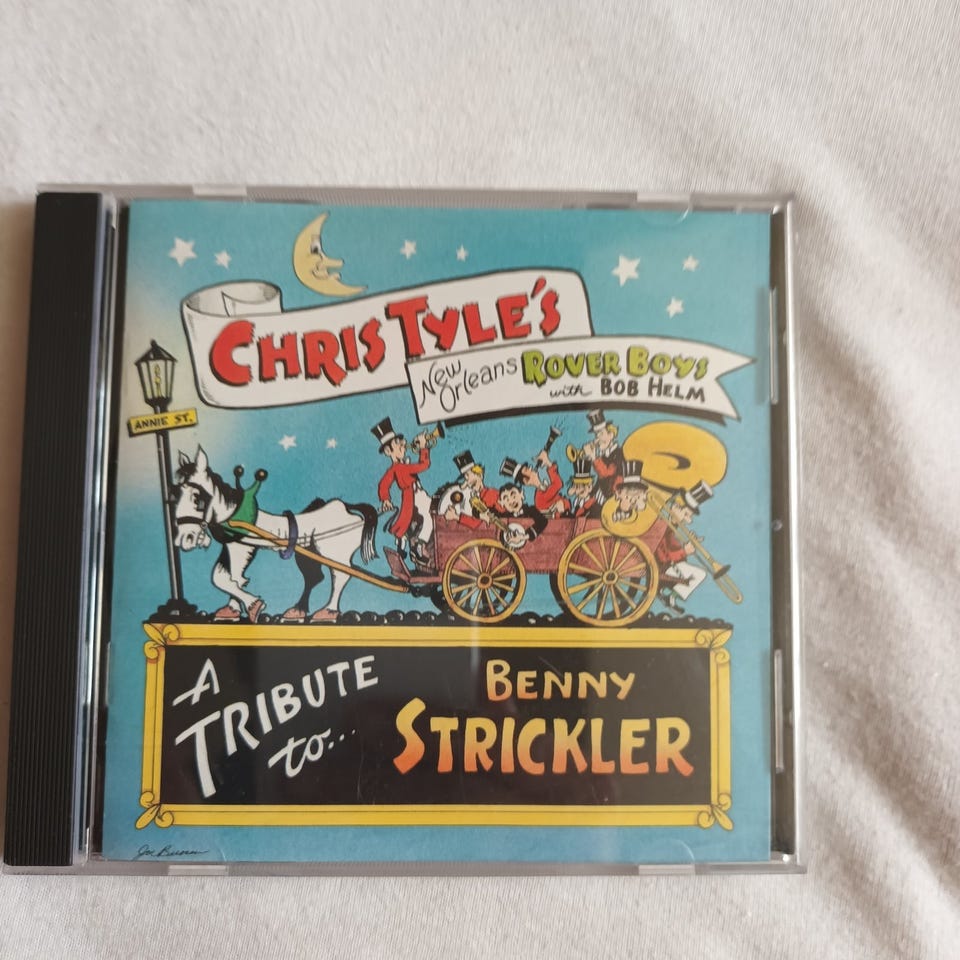 CHRIS TYLE'S
New Orleans ROVER BOYS
with BOB HELM
ANNIE ST.
A TRIBUTE to... BENNY STRICKLER